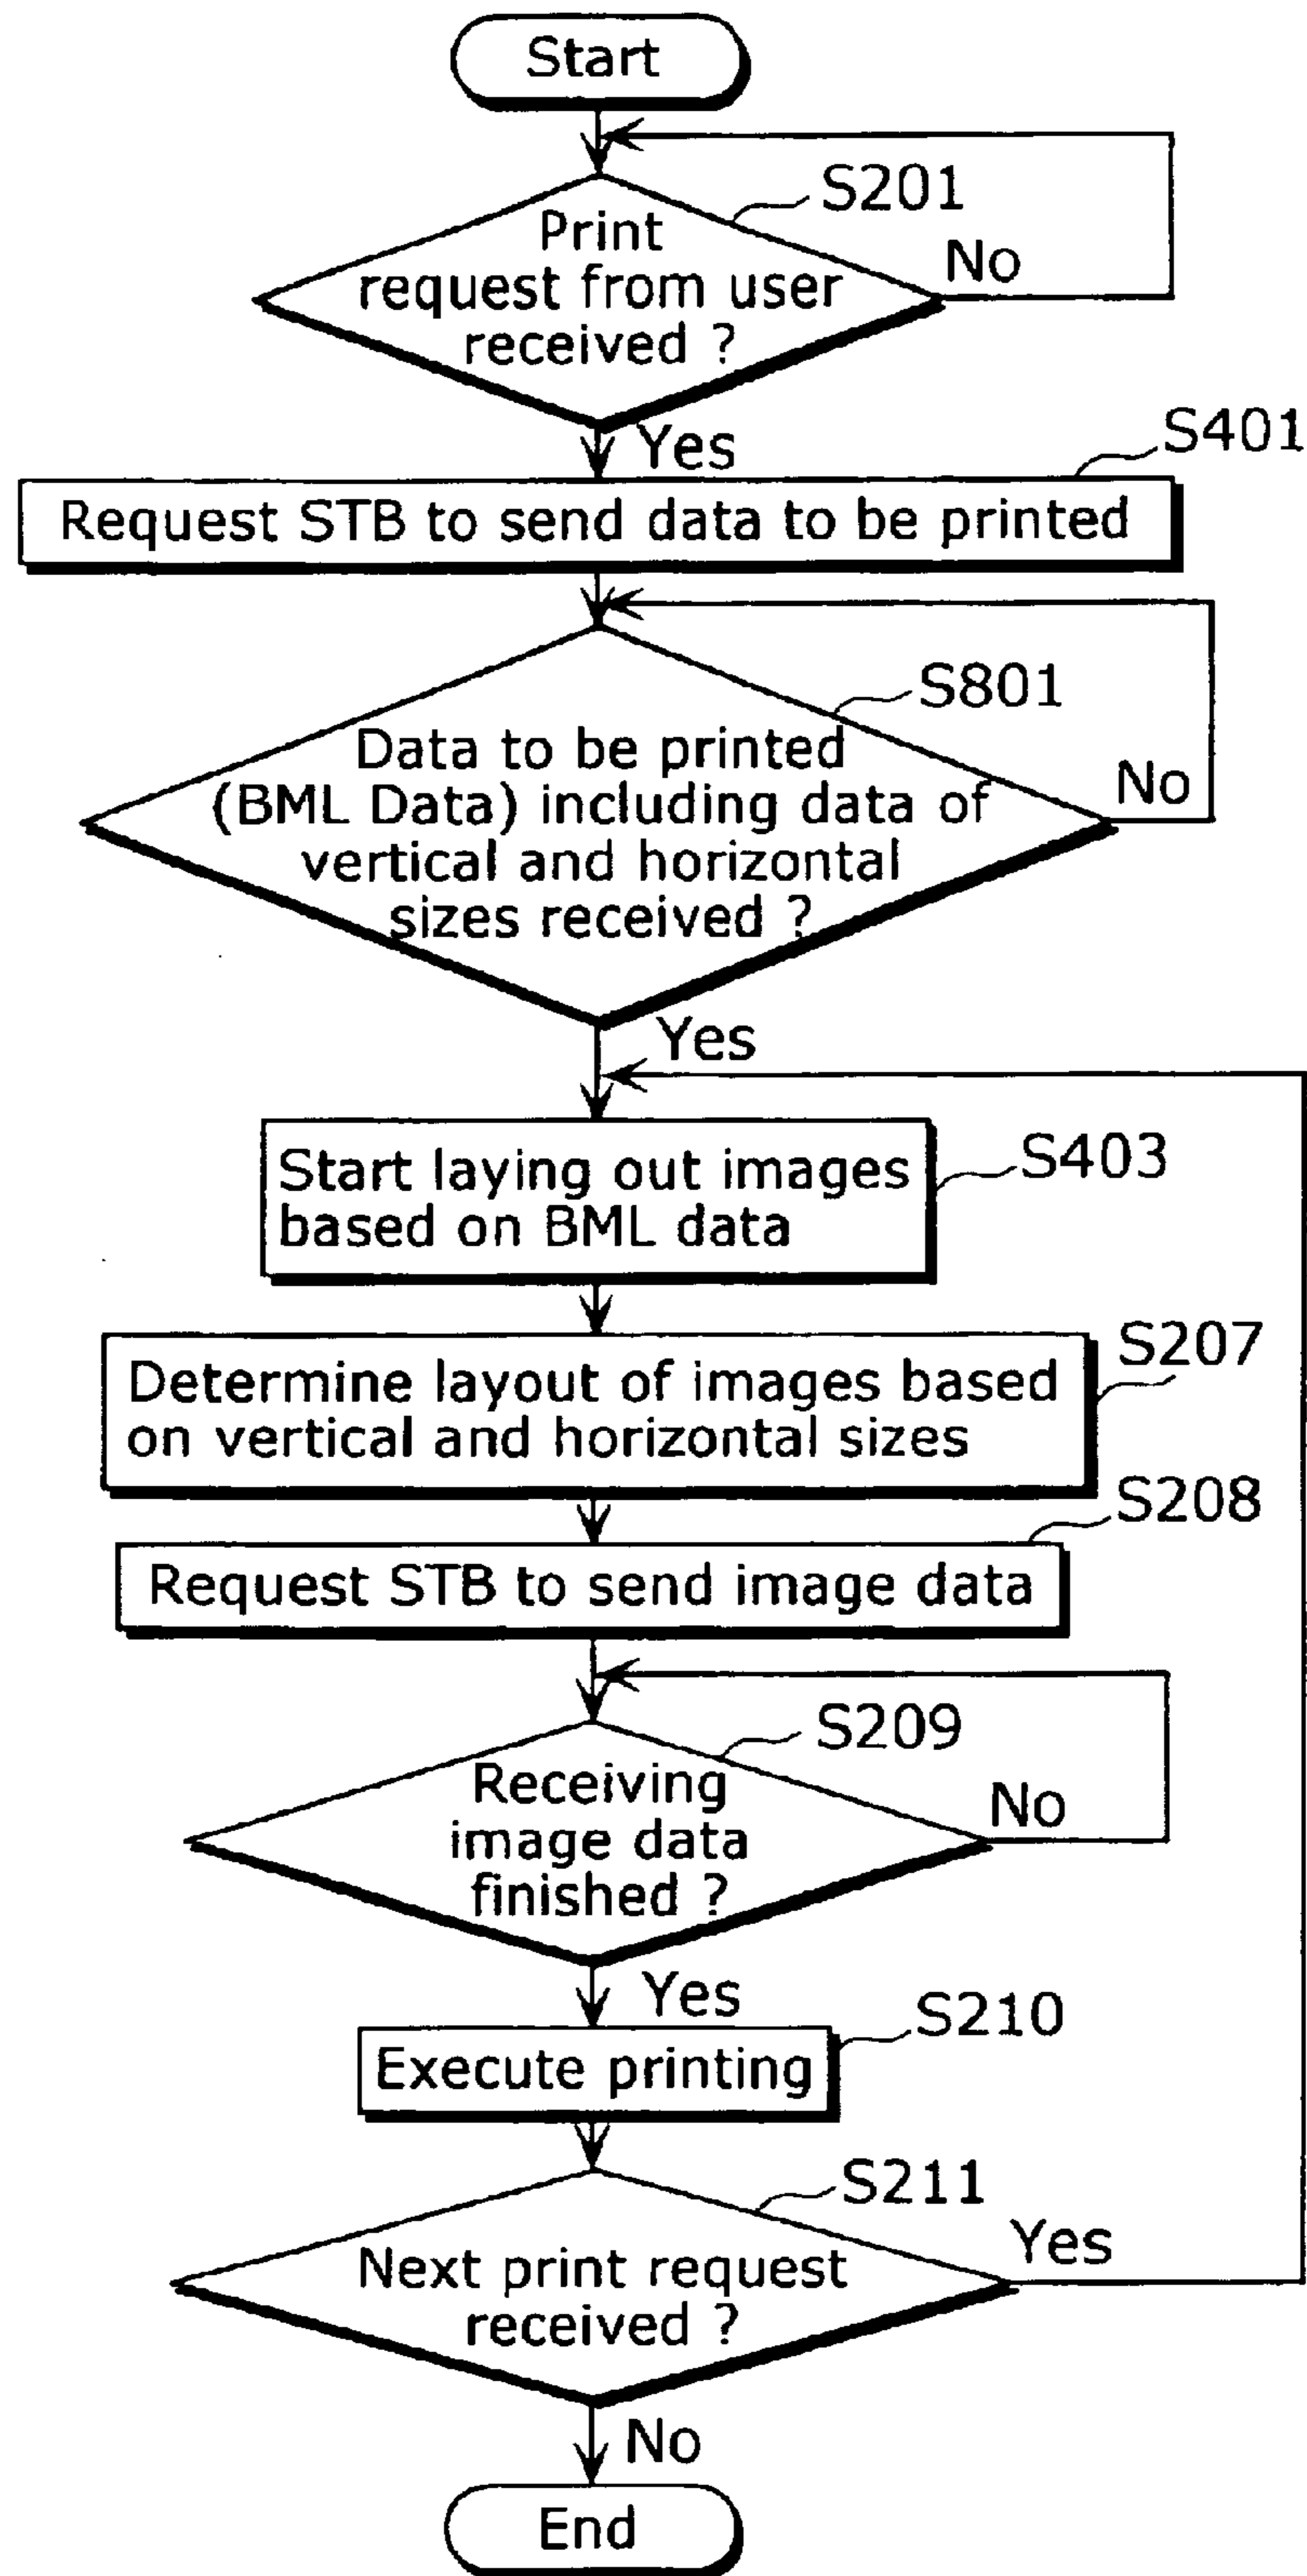 Start
S201
Print
request from user
received ?
No
Yes
S401
Request STB to send data to be printed
S801
Data to be printed
(BML Data) including data of
vertical and horizontal
sizes received ?
No
Yes
S403
Start laying out images
based on BML data
S207
Determine layout of images based
on vertical and horizontal sizes
S208
Request STB to send image data
S209
Receiving
image data
finished ?
No
Yes
S210
Execute printing
S211
Next print request
received ?
Yes
No
End